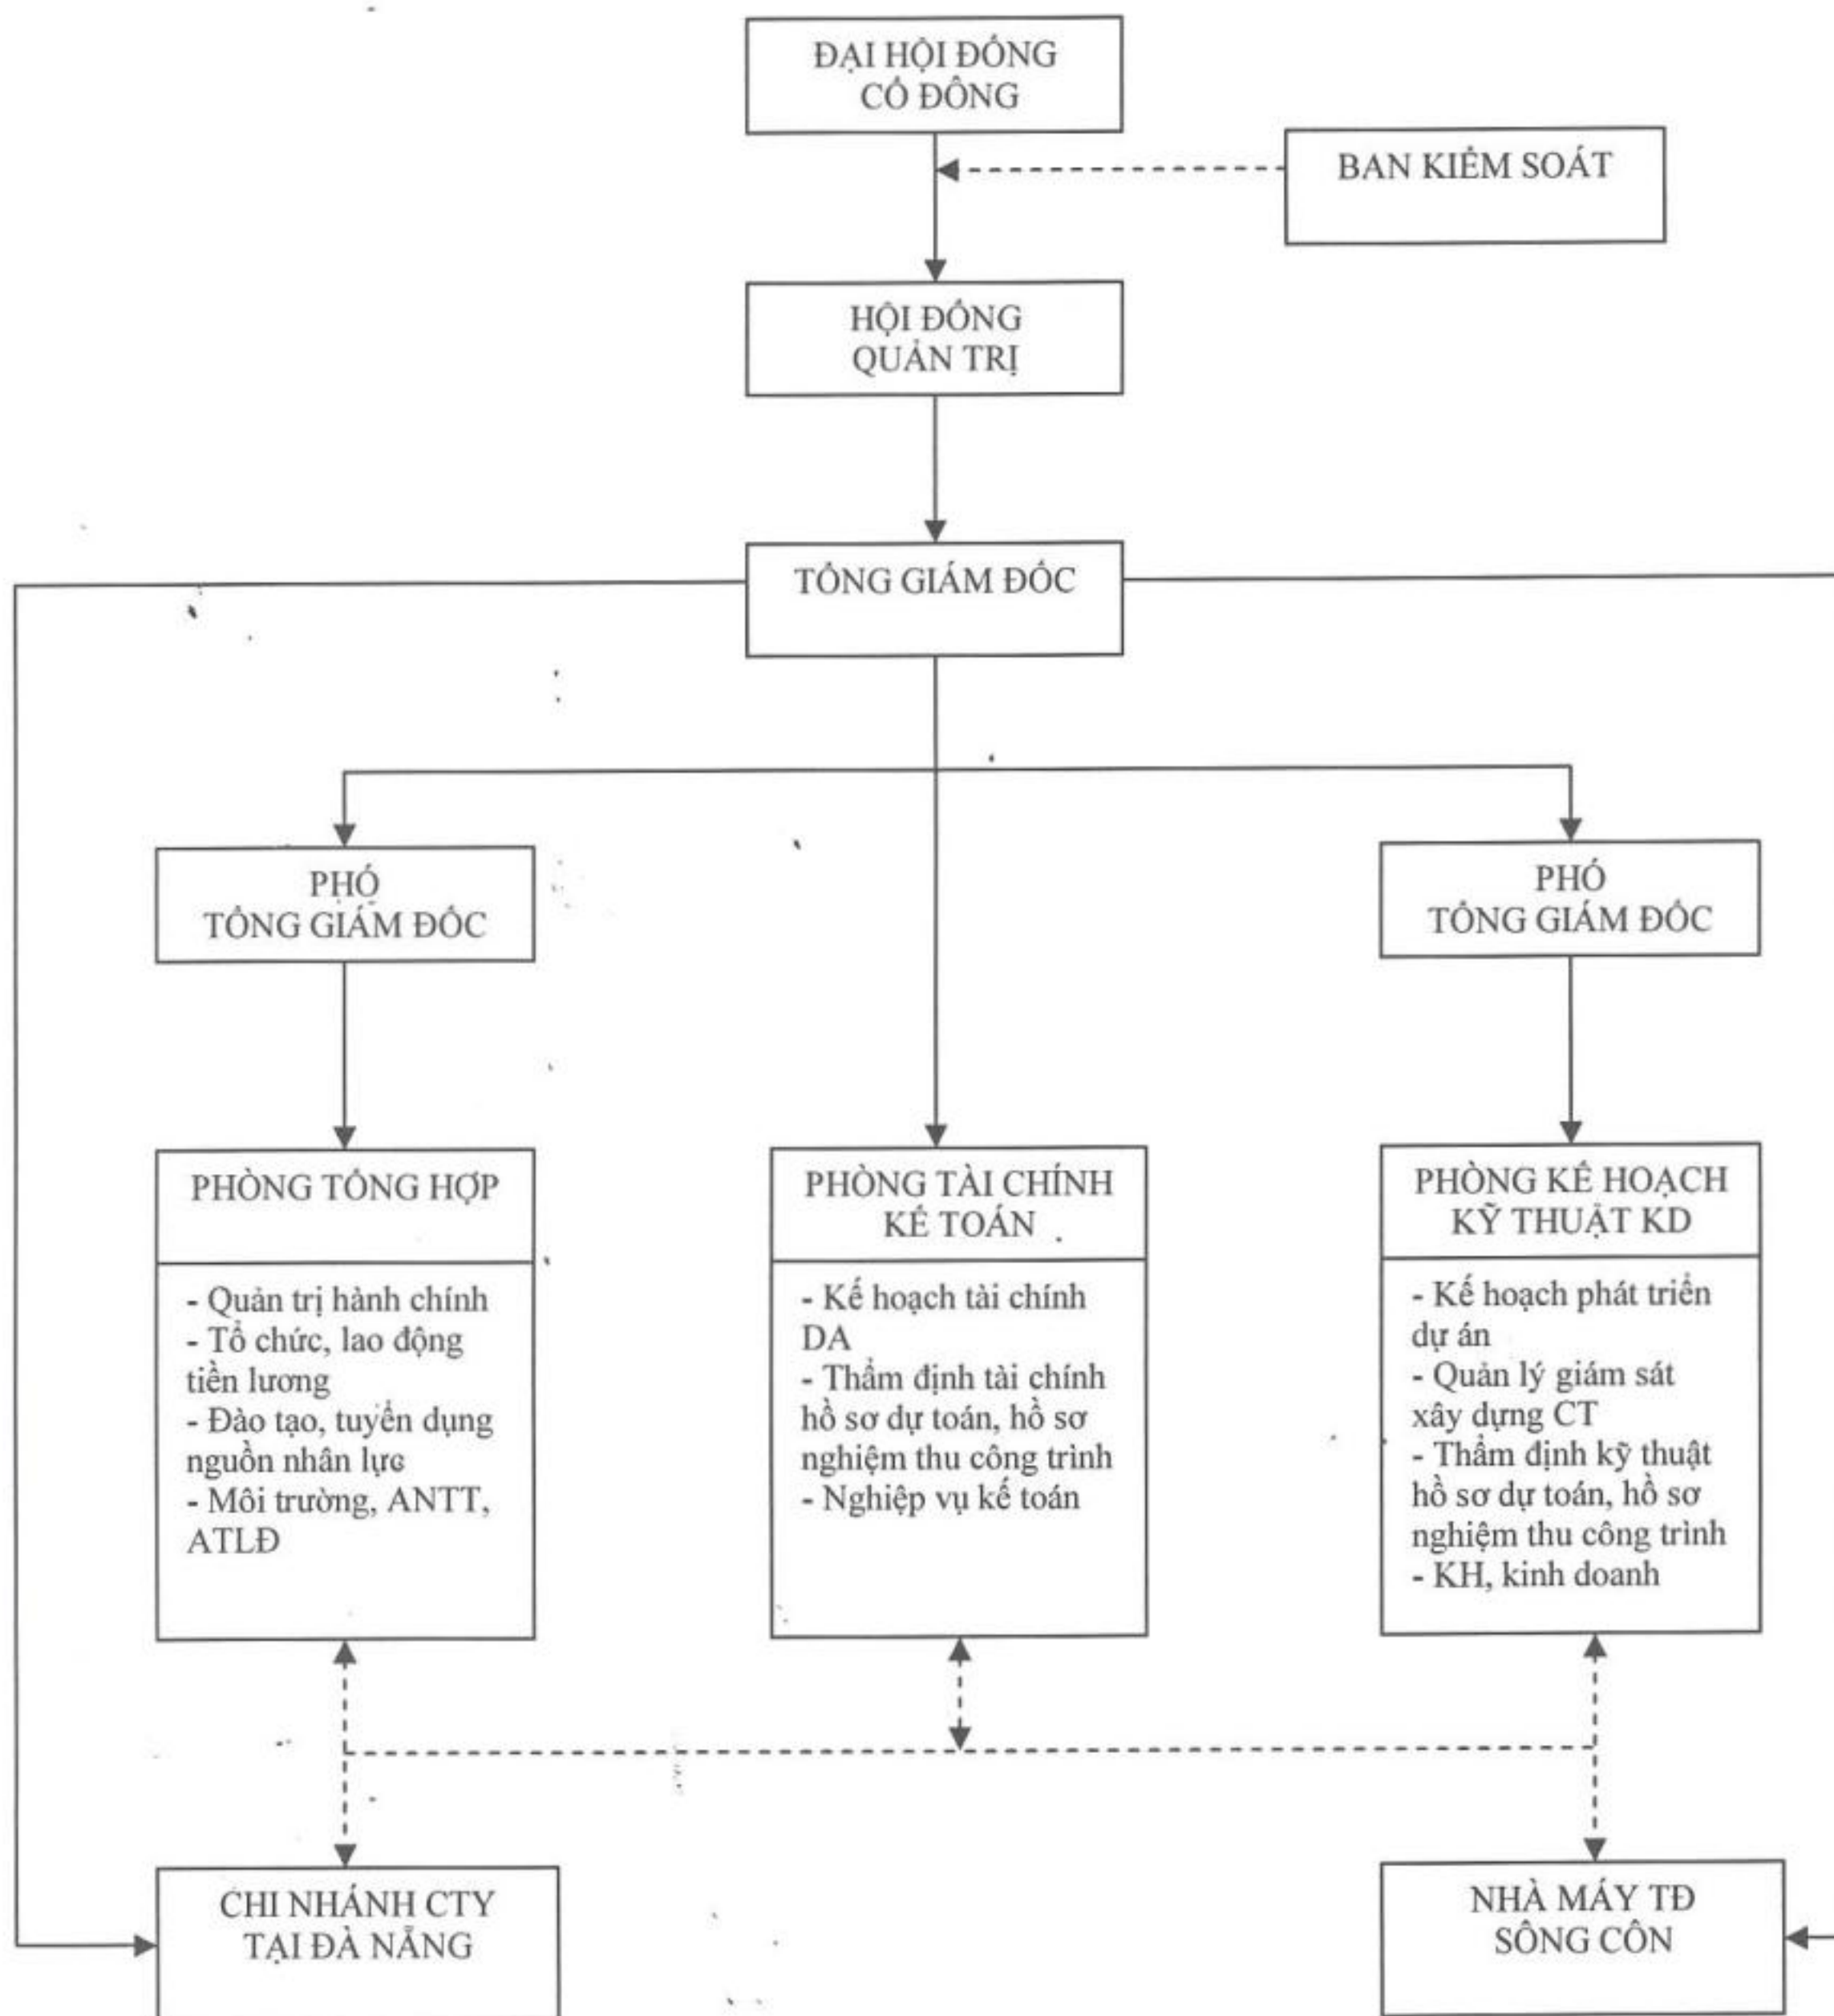 ĐẠI HỘI ĐỒNG
CỔ ĐÔNG
BAN KIỂM SOÁT
HỘI ĐỒNG
QUẢN TRỊ
TỔNG GIÁM ĐỐC
PHÓ
TỔNG GIÁM ĐỐC
PHÓ
TỔNG GIÁM ĐỐC
PHÒNG TỔNG HỢP
- Quản trị hành chính
- Tổ chức, lao động
tiền lương
- Đào tạo, tuyển dụng
nguồn nhân lực
- Môi trường, ANTT,
ATLĐ
PHÒNG TÀI CHÍNH
KẾ TOÁN
- Kế hoạch tài chính
DA
- Thẩm định tài chính
hồ sơ dự toán, hồ sơ
nghiệm thu công trình
- Nghiệp vụ kế toán
PHÒNG KẾ HOẠCH
KỸ THUẬT KD
- Kế hoạch phát triển
dự án
- Quản lý giám sát
xây dựng CT
- Thẩm định kỹ thuật
hồ sơ dự toán, hồ sơ
nghiệm thu công trình
- KH, kinh doanh
CHI NHÁNH CTY
TẠI ĐÀ NẴNG
NHÀ MÁY TĐ
SÔNG CÔN